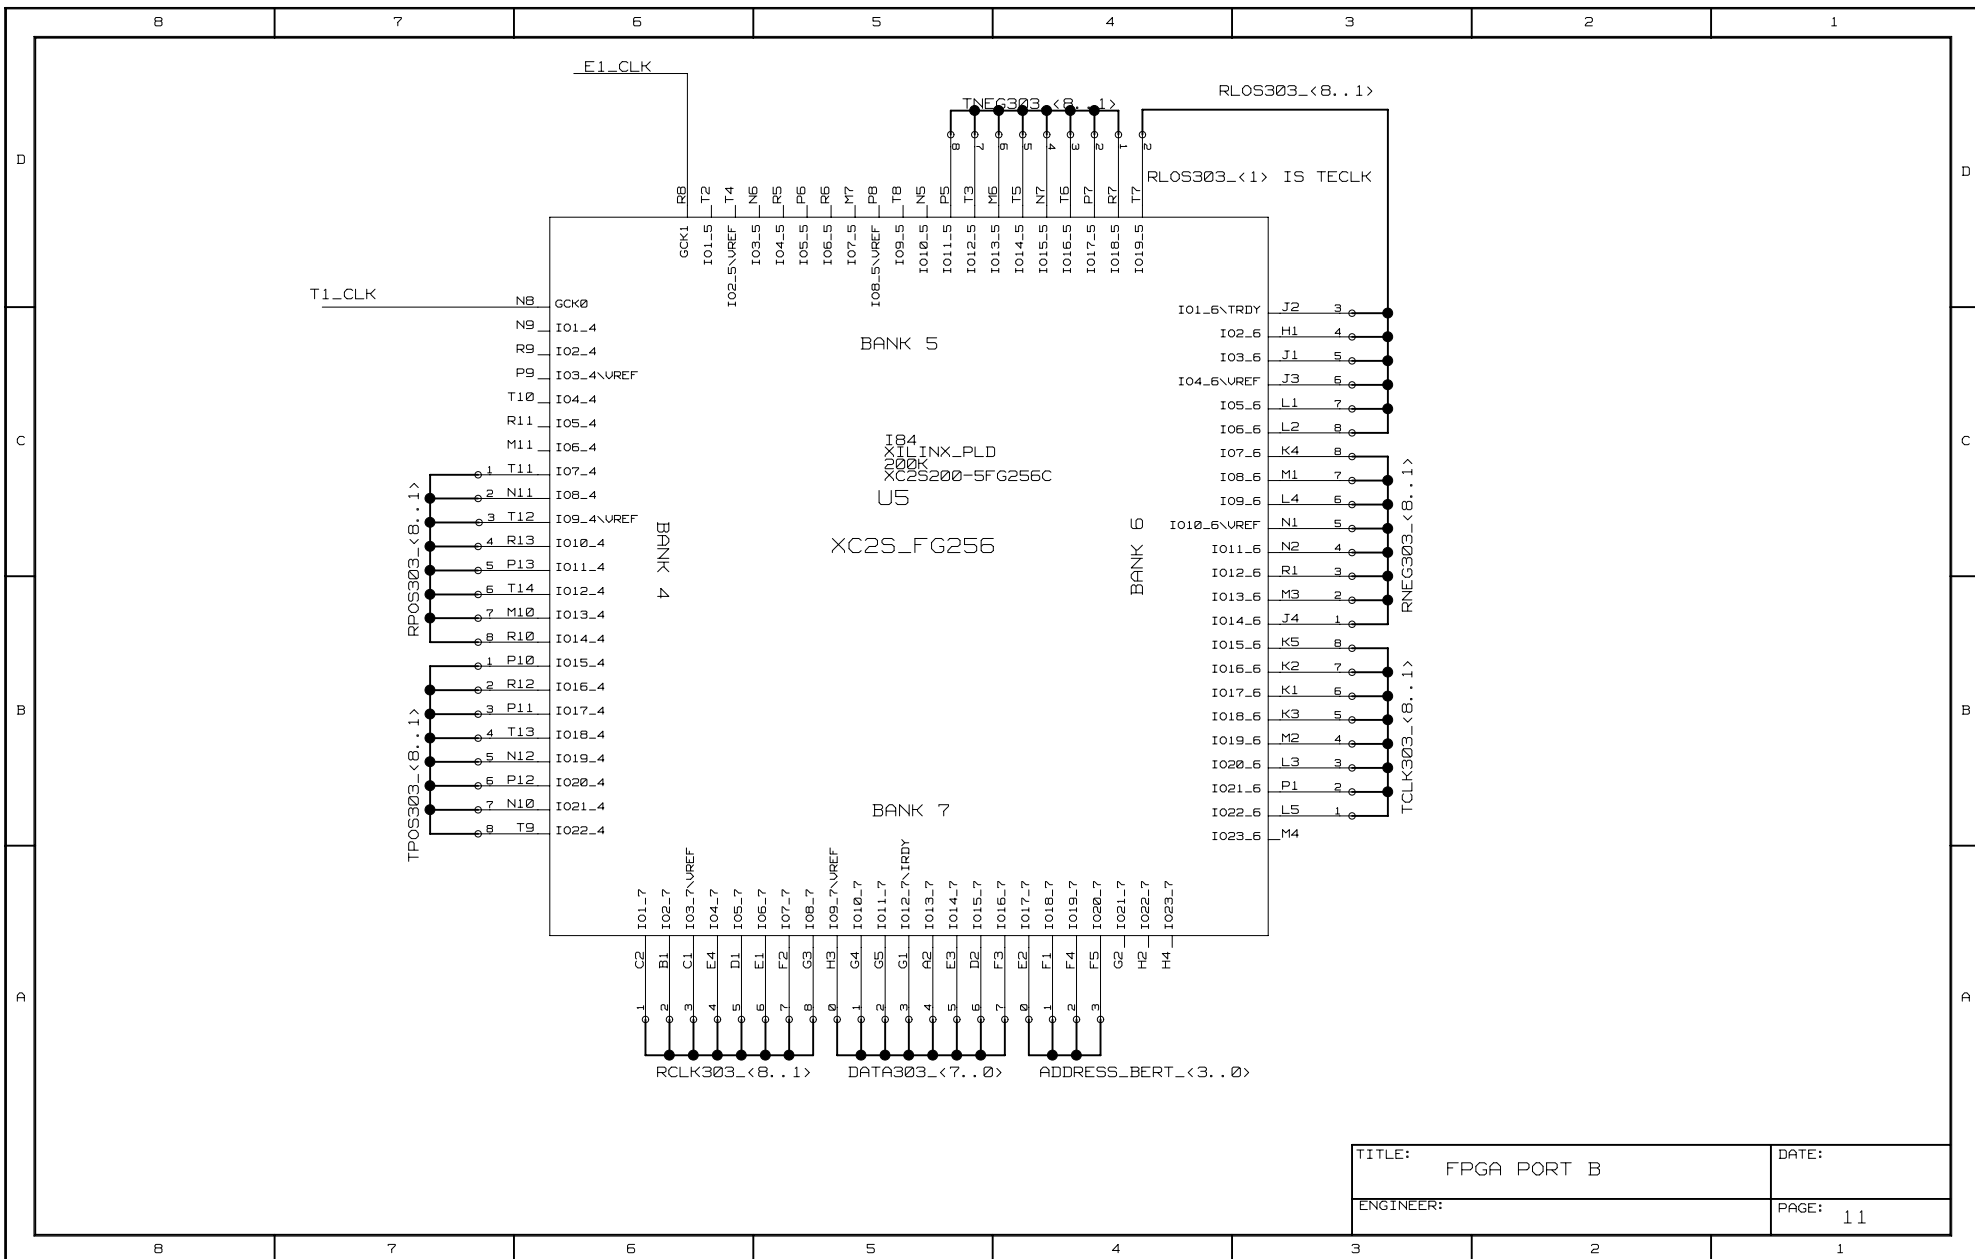 8 7 6 5 4 3 2 1
E1_CLK
TNEG303_<8..1>
RLOS303_<8..1>
8 7 6 5 4 3 2 1 2
RLOS303_<1> IS TECLK
D D
R8 T2 T4 N6 R5 P6 R6 M7 P8 T8 N5 P5 T3 M6 T5 N7 T6 P7 R7 T7
GCK1 IO1_5 IO2_5\VREF IO3_5 IO4_5 IO5_5 IO6_5 IO7_5 IO8_5\VREF IO9_5 IO10_5 IO11_5 IO12_5 IO13_5 IO14_5 IO15_5 IO16_5 IO17_5 IO18_5 IO19_5
T1_CLK
N8 GCK0
N9 IO1_4
R9 IO2_4
P9 IO3_4\VREF
T10 IO4_4
R11 IO5_4
M11 IO6_4
1 T11 IO7_4
2 N11 IO8_4
3 T12 IO9_4\VREF
4 R13 IO10_4
5 P13 IO11_4
6 T14 IO12_4
7 M10 IO13_4
8 R10 IO14_4
1 P10 IO15_4
2 R12 IO16_4
3 P11 IO17_4
4 T13 IO18_4
5 N12 IO19_4
6 P12 IO20_4
7 N10 IO21_4
8 T9 IO22_4
RPOS303_<8..1>
TPOS303_<8..1>
BANK 5
I84
XILINX_PLD
200K
XC2S200-5FG256C
U5
XC2S_FG256
BANK 4
BANK 6
BANK 7
IO1_6\TRDY J2 3
IO2_6 H1 4
IO3_6 J1 5
IO4_6\VREF J3 6
IO5_6 L1 7
IO6_6 L2 8
IO7_6 K4 8
IO8_6 M1 7
IO9_6 L4 6
IO10_6\VREF N1 5
IO11_6 N2 4
IO12_6 R1 3
IO13_6 M3 2
IO14_6 J4 1
IO15_6 K5 8
IO16_6 K2 7
IO17_6 K1 6
IO18_6 K3 5
IO19_6 M2 4
IO20_6 L3 3
IO21_6 P1 2
IO22_6 L5 1
IO23_6 M4
RNEG303_<8..1>
TCLK303_<8..1>
C C
B B
IO1_7 IO2_7 IO3_7\VREF IO4_7 IO5_7 IO6_7 IO7_7 IO8_7 IO9_7\VREF IO10_7 IO11_7 IO12_7\IRDY IO13_7 IO14_7 IO15_7 IO16_7 IO17_7 IO18_7 IO19_7 IO20_7 IO21_7 IO22_7 IO23_7
C2 B1 C1 E4 D1 E1 F2 G3 H3 G4 G5 G1 A2 E3 D2 F3 E2 F1 F4 F5 G2 H2 H4
A A
1 2 3 4 5 6 7 8 0 1 2 3 4 5 6 7 0 1 2 3
RCLK303_<8..1> DATA303_<7..0> ADDRESS_BERT_<3..0>
TITLE: FPGA PORT B
DATE:
ENGINEER:
PAGE: 11
8 7 6 5 4 3 2 1